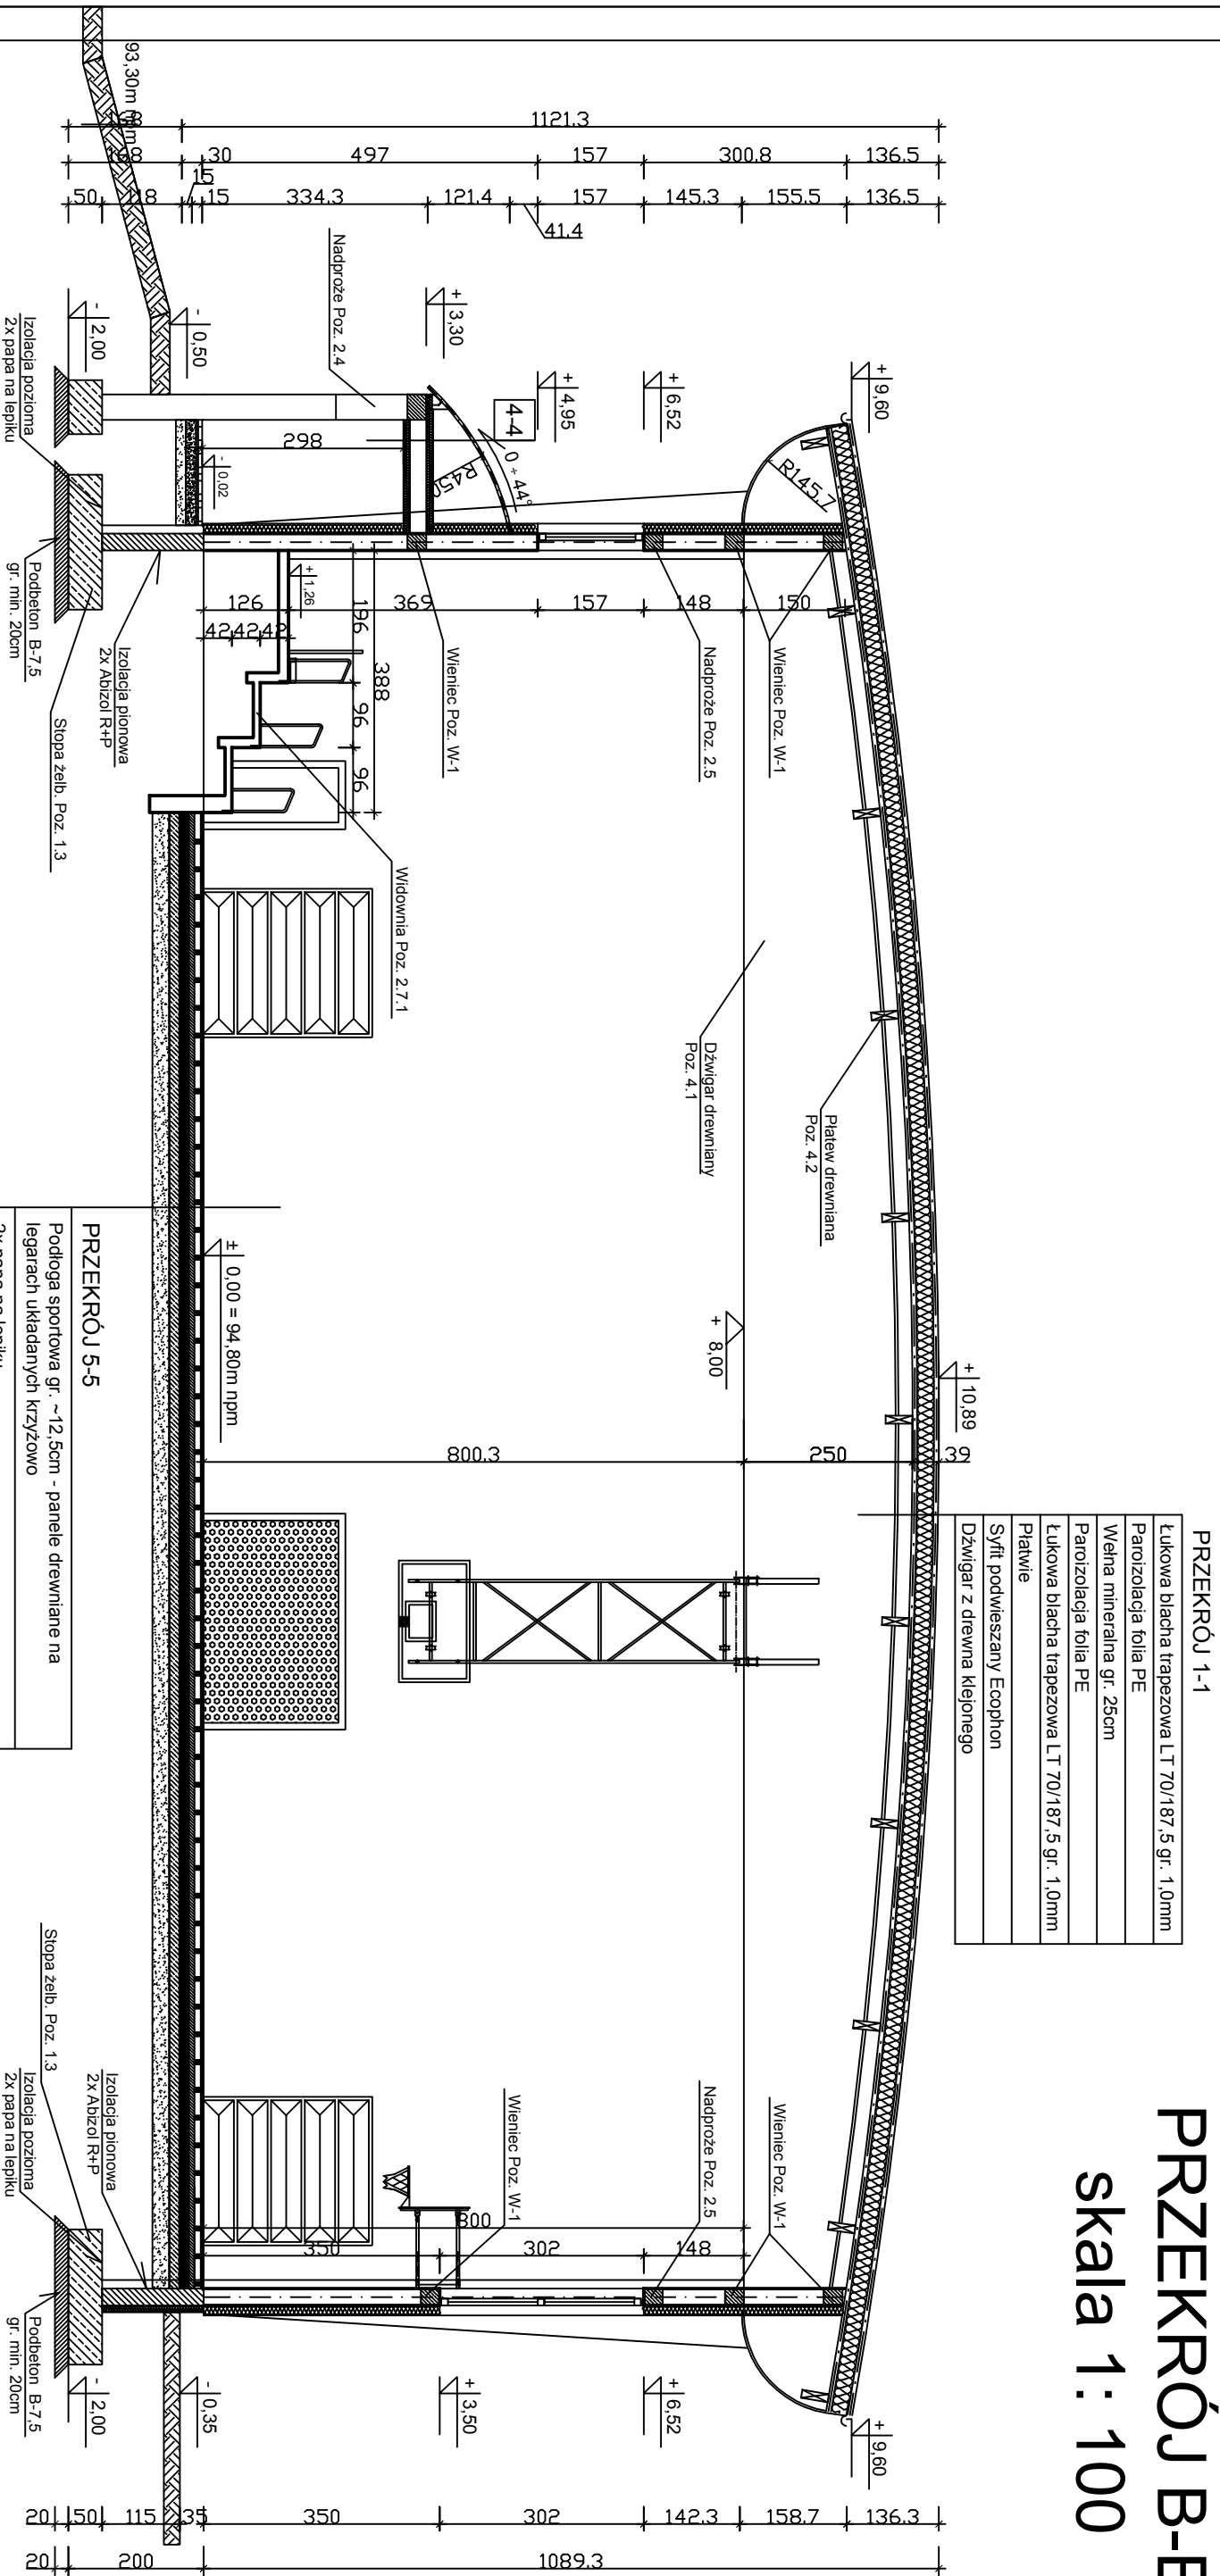 PRZEKRÓJ B-B
skala 1: 100
PRZEKRÓJ 1-1
Łukowa blacha trapezowa LT 70/187,5 gr. 1,0mm
Paroizolacja folia PE
Wełna mineralna gr. 25cm
Paroizolacja folia PE
Łukowa blacha trapezowa LT 70/187,5 gr. 1,0mm
Płatwie
Syfit podwieszany Ecophon
Dźwigar z drewna klejonego
93,30m npm
1121.3
168
30
497
157
300.8
136.5
50
118
15
15
334.3
121.4
41.4
157
145.3
155.5
136.5
+ 9,60
+ 6,52
+ 4,95
+ 3,30
- 0,50
- 2,00
Nadproże Poz. 2.4
4-4
0 ÷ 44°
R450
R145.7
298
- 0,02
+ 1,26
126
369
157
148
150
42
42
42
196
96
96
388
Wieniec Poz. W-1
Nadproże Poz. 2.5
Wieniec Poz. W-1
Izolacja pozioma
2x papa na lepiku
Podbeton B-7,5
gr. min. 20cm
Izolacja pionowa
2x Abizol R+P
Stopa żelb. Poz. 1.3
Widownia Poz. 2.7.1
Dźwigar drewniany
Poz. 4.1
Płatew drewniana
Poz. 4.2
+ 10,89
+ 8,00
± 0,00 = 94,80m npm
800.3
250
39
PRZEKRÓJ 5-5
Podłoga sportowa gr. ~12,5cm - panele drewniane na
legarach układanych krzyżowo
2x papa na lepiku
Stopa żelb. Poz. 1.3
Izolacja pozioma
2x papa na lepiku
Izolacja pionowa
2x Abizol R+P
Podbeton B-7,5
gr. min. 20cm
Wieniec Poz. W-1
Nadproże Poz. 2.5
Wieniec Poz. W-1
800
350
302
148
+ 9,60
+ 6,52
+ 3,50
- 0,35
- 2,00
20
50
115
35
350
302
142.3
158.7
136.3
20
200
1089.3